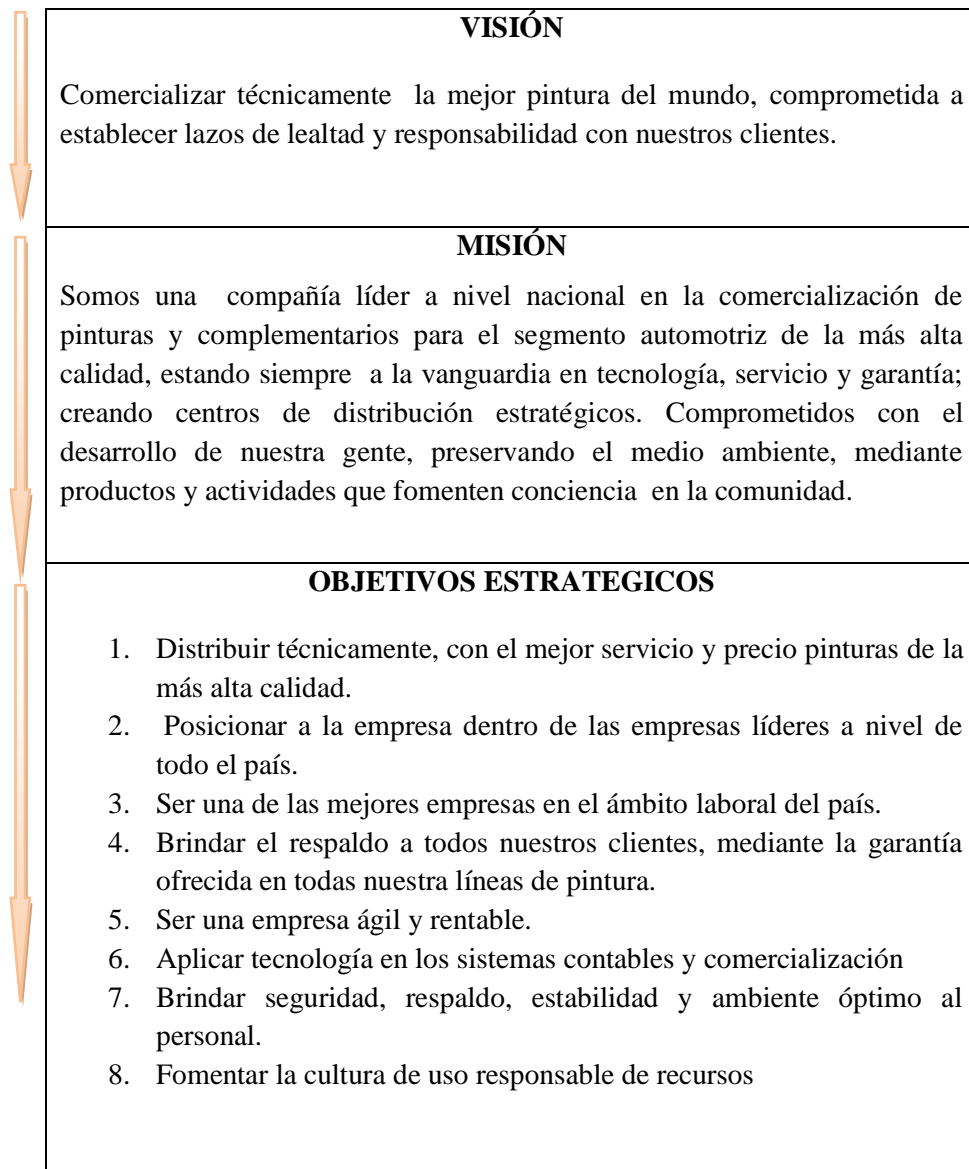 VISIÓN
Comercializar técnicamente la mejor pintura del mundo, comprometida a
establecer lazos de lealtad y responsabilidad con nuestros clientes.
MISIÓN
Somos una compañía líder a nivel nacional en la comercialización de
pinturas y complementarios para el segmento automotriz de la más alta
calidad, estando siempre a la vanguardia en tecnología, servicio y garantía;
creando centros de distribución estratégicos. Comprometidos con el
desarrollo de nuestra gente, preservando el medio ambiente, mediante
productos y actividades que fomenten conciencia en la comunidad.
OBJETIVOS ESTRATEGICOS
1. Distribuir técnicamente, con el mejor servicio y precio pinturas de la
más alta calidad.
2. Posicionar a la empresa dentro de las empresas líderes a nivel de
todo el país.
3. Ser una de las mejores empresas en el ámbito laboral del país.
4. Brindar el respaldo a todos nuestros clientes, mediante la garantía
ofrecida en todas nuestra líneas de pintura.
5. Ser una empresa ágil y rentable.
6. Aplicar tecnología en los sistemas contables y comercialización
7. Brindar seguridad, respaldo, estabilidad y ambiente óptimo al
personal.
8. Fomentar la cultura de uso responsable de recursos